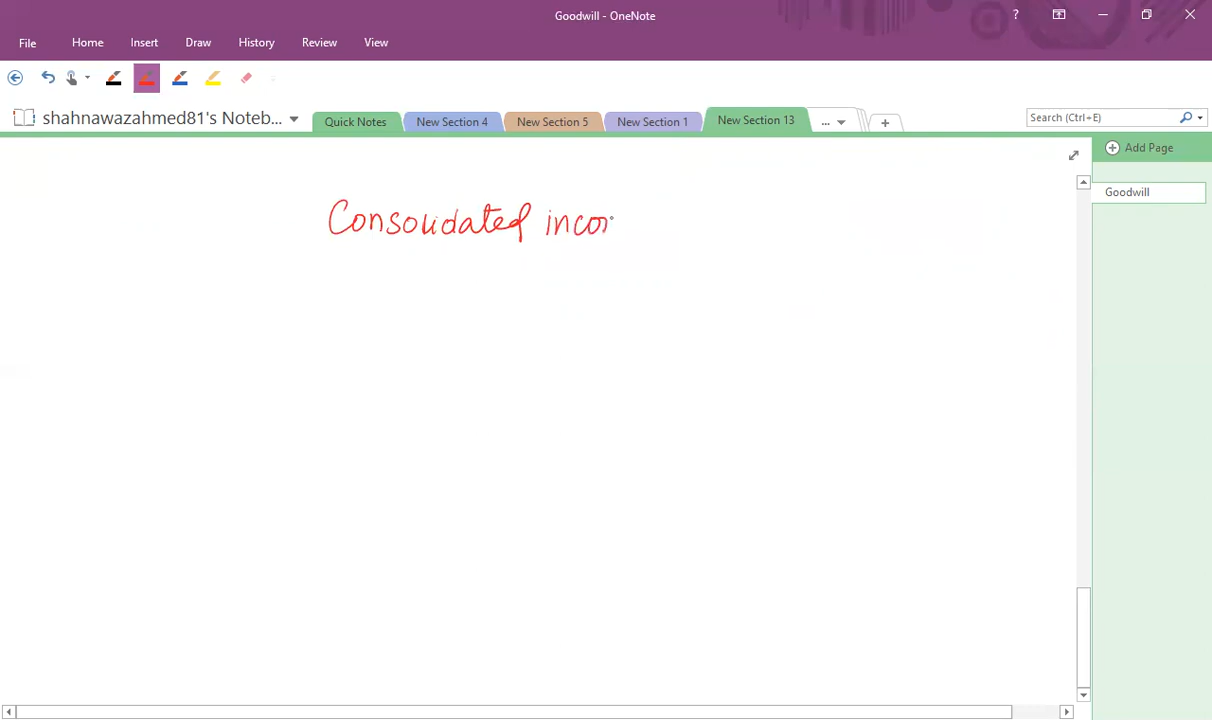 Goodwill - OneNote
?
File Home Insert Draw History Review View
shahnawazahmed81's Noteb...
Quick Notes
New Section 4
New Section 5
New Section 1
New Section 13
...
Search (Ctrl+E)
Add Page
Goodwill
Consolidated incor